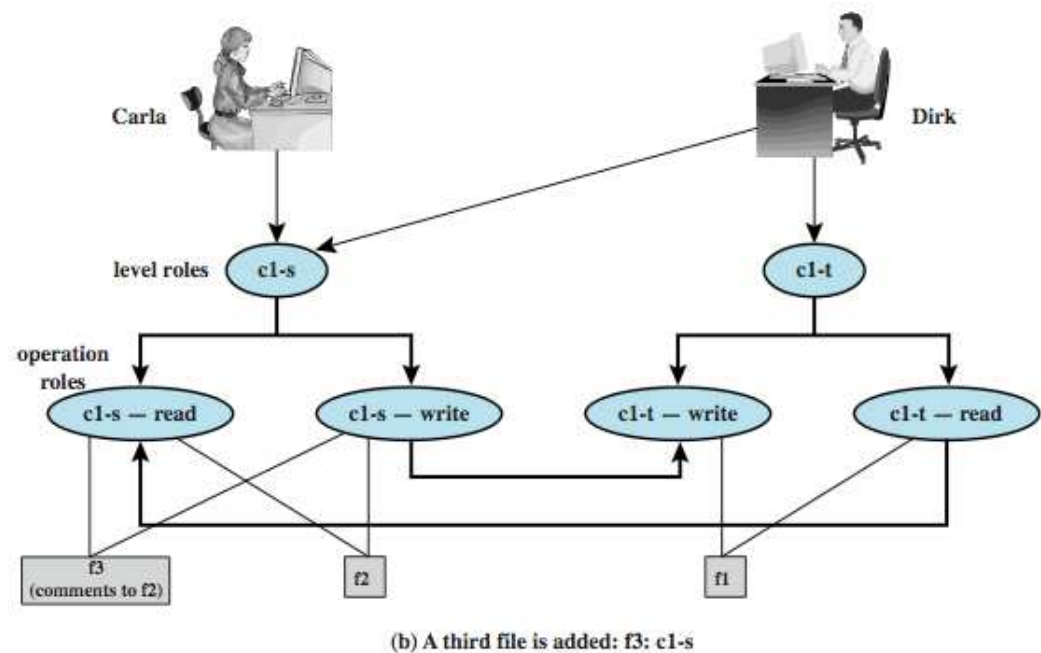 Carla
Dirk
level roles
c1-s
c1-t
operation
roles
c1-s — read
c1-s — write
c1-t — write
c1-t — read
f3
(comments to f2)
f2
f1
(b) A third file is added: f3: c1-s